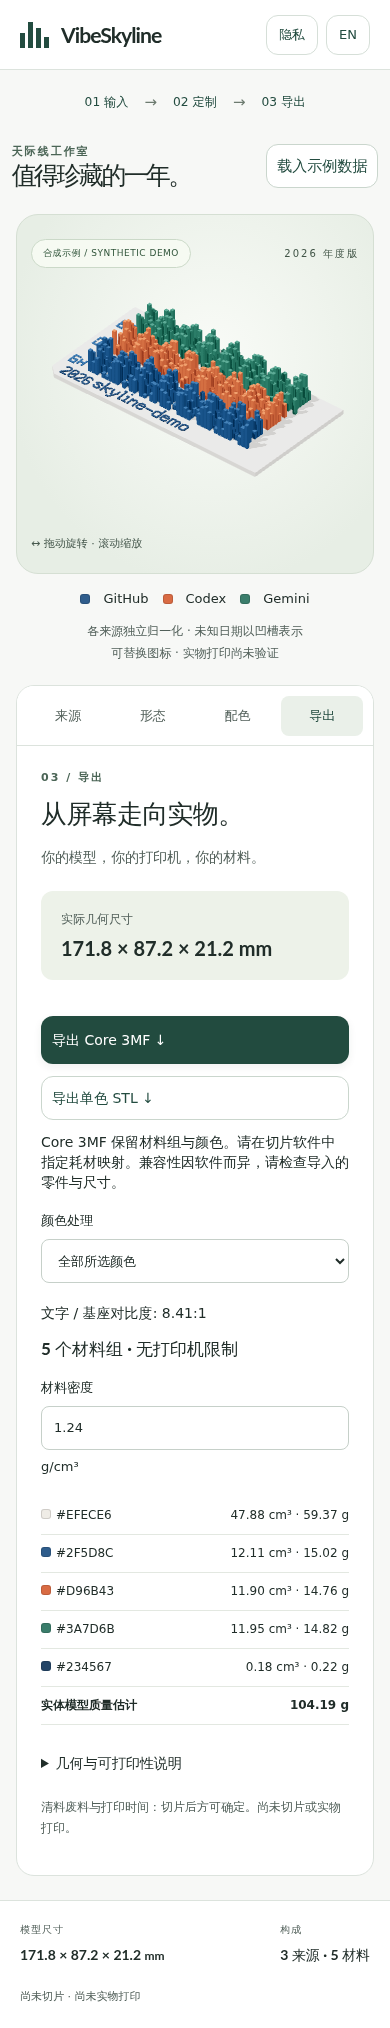 VibeSkyline
隐私
EN
01 输入 → 02 定制 → 03 导出
天际线工作室
值得珍藏的一年。
载入示例数据
合成示例 / SYNTHETIC DEMO
2026 年度版
2026 skyline-demo
↔ 拖动旋转 · 滚动缩放
GitHub Codex Gemini
各来源独立归一化 · 未知日期以凹槽表示
可替换图标 · 实物打印尚未验证
来源 形态 配色 导出
03 / 导出
从屏幕走向实物。
你的模型，你的打印机，你的材料。
实际几何尺寸
171.8 × 87.2 × 21.2 mm
导出 Core 3MF ↓
导出单色 STL ↓
Core 3MF 保留材料组与颜色。请在切片软件中
指定耗材映射。兼容性因软件而异，请检查导入的
零件与尺寸。
颜色处理
全部所选颜色
文字 / 基座对比度: 8.41:1
5 个材料组 · 无打印机限制
材料密度
1.24
g/cm³
#EFECE6 47.88 cm³ · 59.37 g
#2F5D8C 12.11 cm³ · 15.02 g
#D96B43 11.90 cm³ · 14.76 g
#3A7D6B 11.95 cm³ · 14.82 g
#234567 0.18 cm³ · 0.22 g
实体模型质量估计 104.19 g
▶ 几何与可打印性说明
清料废料与打印时间：切片后方可确定。尚未切片或实物
打印。
模型尺寸
171.8 × 87.2 × 21.2 mm
构成
3 来源 · 5 材料
尚未切片 · 尚未实物打印